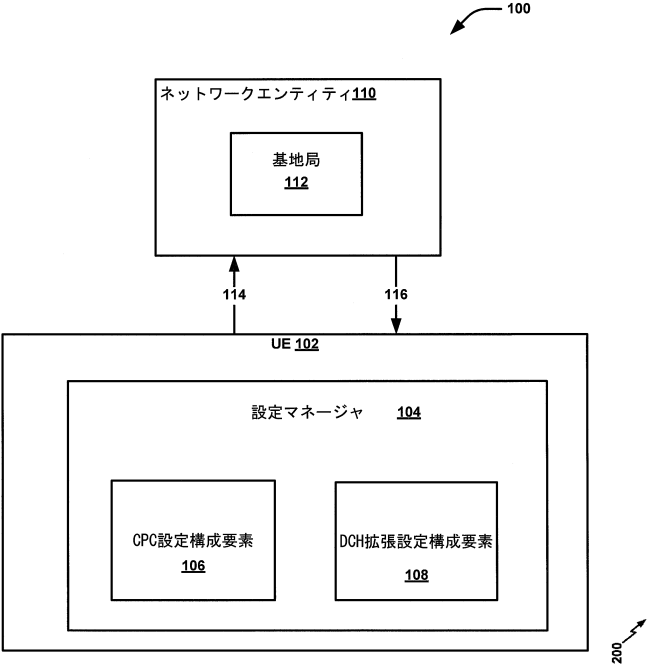 100
ネットワークエンティティ110
基地局
112
114
116
UE 102
設定マネージャ 104
CPC設定構成要素
106
DCH拡張設定構成要素
108
200